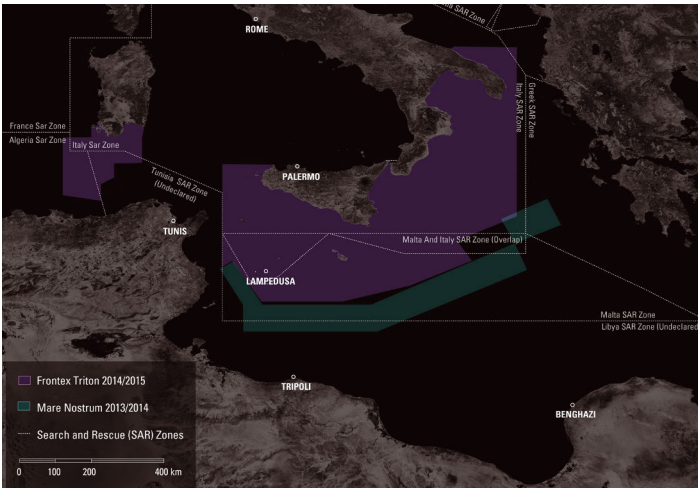 ROME
SAR Zone
Italy SAR Zone
Greek SAR Zone
France Sar Zone
Algeria Sar Zone
Italy Sar Zone
Tunisia SAR Zone
(Undeclared)
PALERMO
TUNIS
Malta And Italy SAR Zone (Overlap)
LAMPEDUSA
Malta SAR Zone
Libya SAR Zone (Undeclared
TRIPOLI
BENGHAZI
Frontex Triton 2014/2015
Mare Nostrum 2013/2014
Search and Rescue (SAR) Zones
0 100 200 400 km